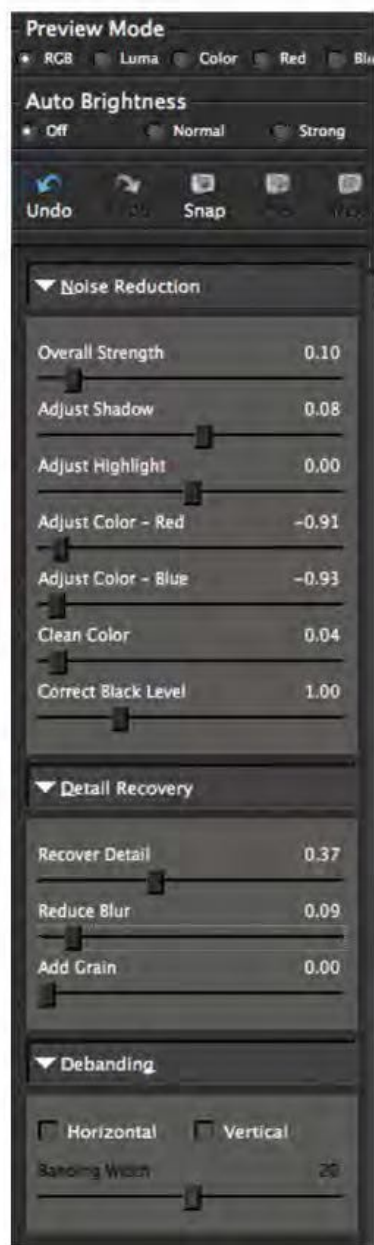 Preview Mode
RGB Luma Color Red Blu
Auto Brightness
Off Normal Strong
Undo Snap
Noise Reduction
Overall Strength 0.10
Adjust Shadow 0.08
Adjust Highlight 0.00
Adjust Color - Red -0.91
Adjust Color - Blue -0.93
Clean Color 0.04
Correct Black Level 1.00
Detail Recovery
Recover Detail 0.37
Reduce Blur 0.09
Add Grain 0.00
Debanding
Horizontal Vertical
Banding Width 20